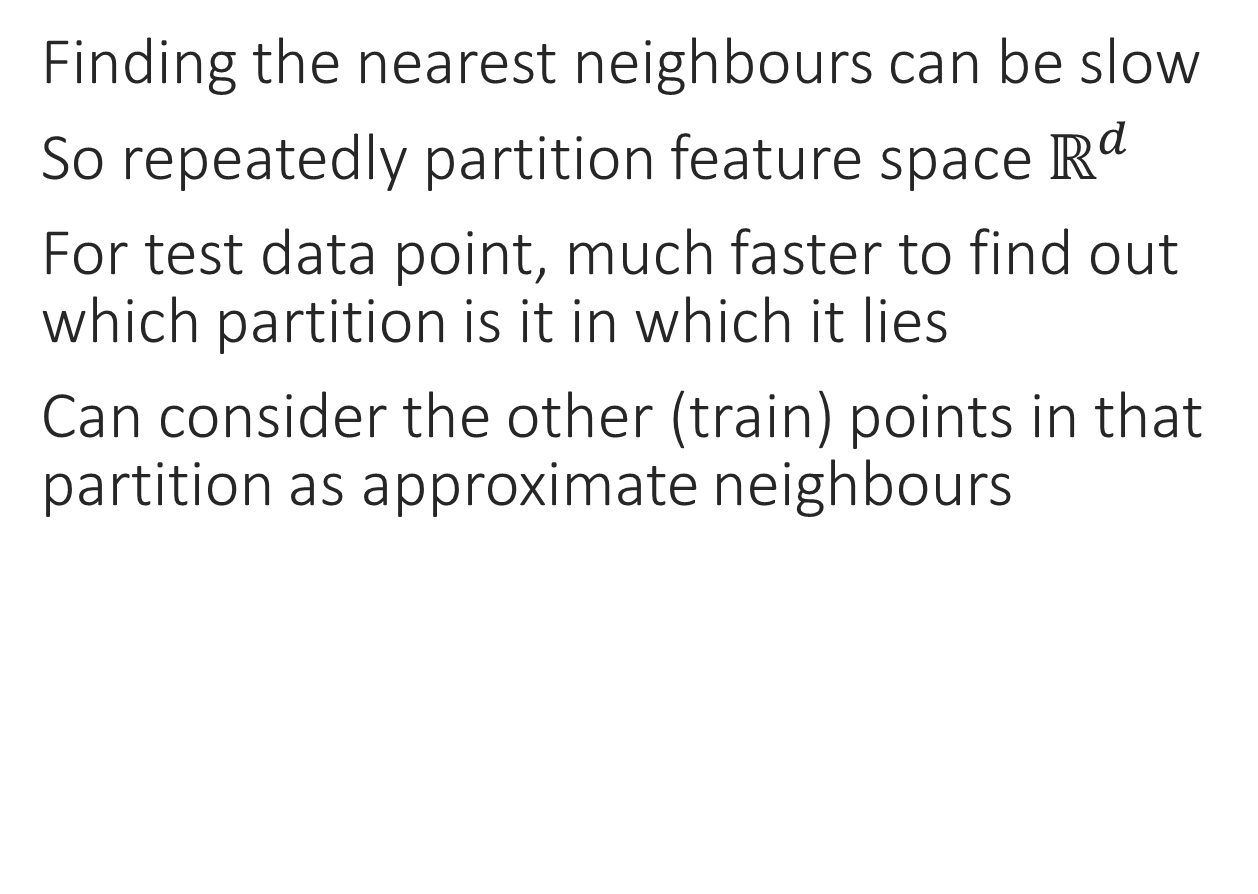 Finding the nearest neighbours can be slow
So repeatedly partition feature space ℝᵈ
For test data point, much faster to find out
which partition is it in which it lies
Can consider the other (train) points in that
partition as approximate neighbours